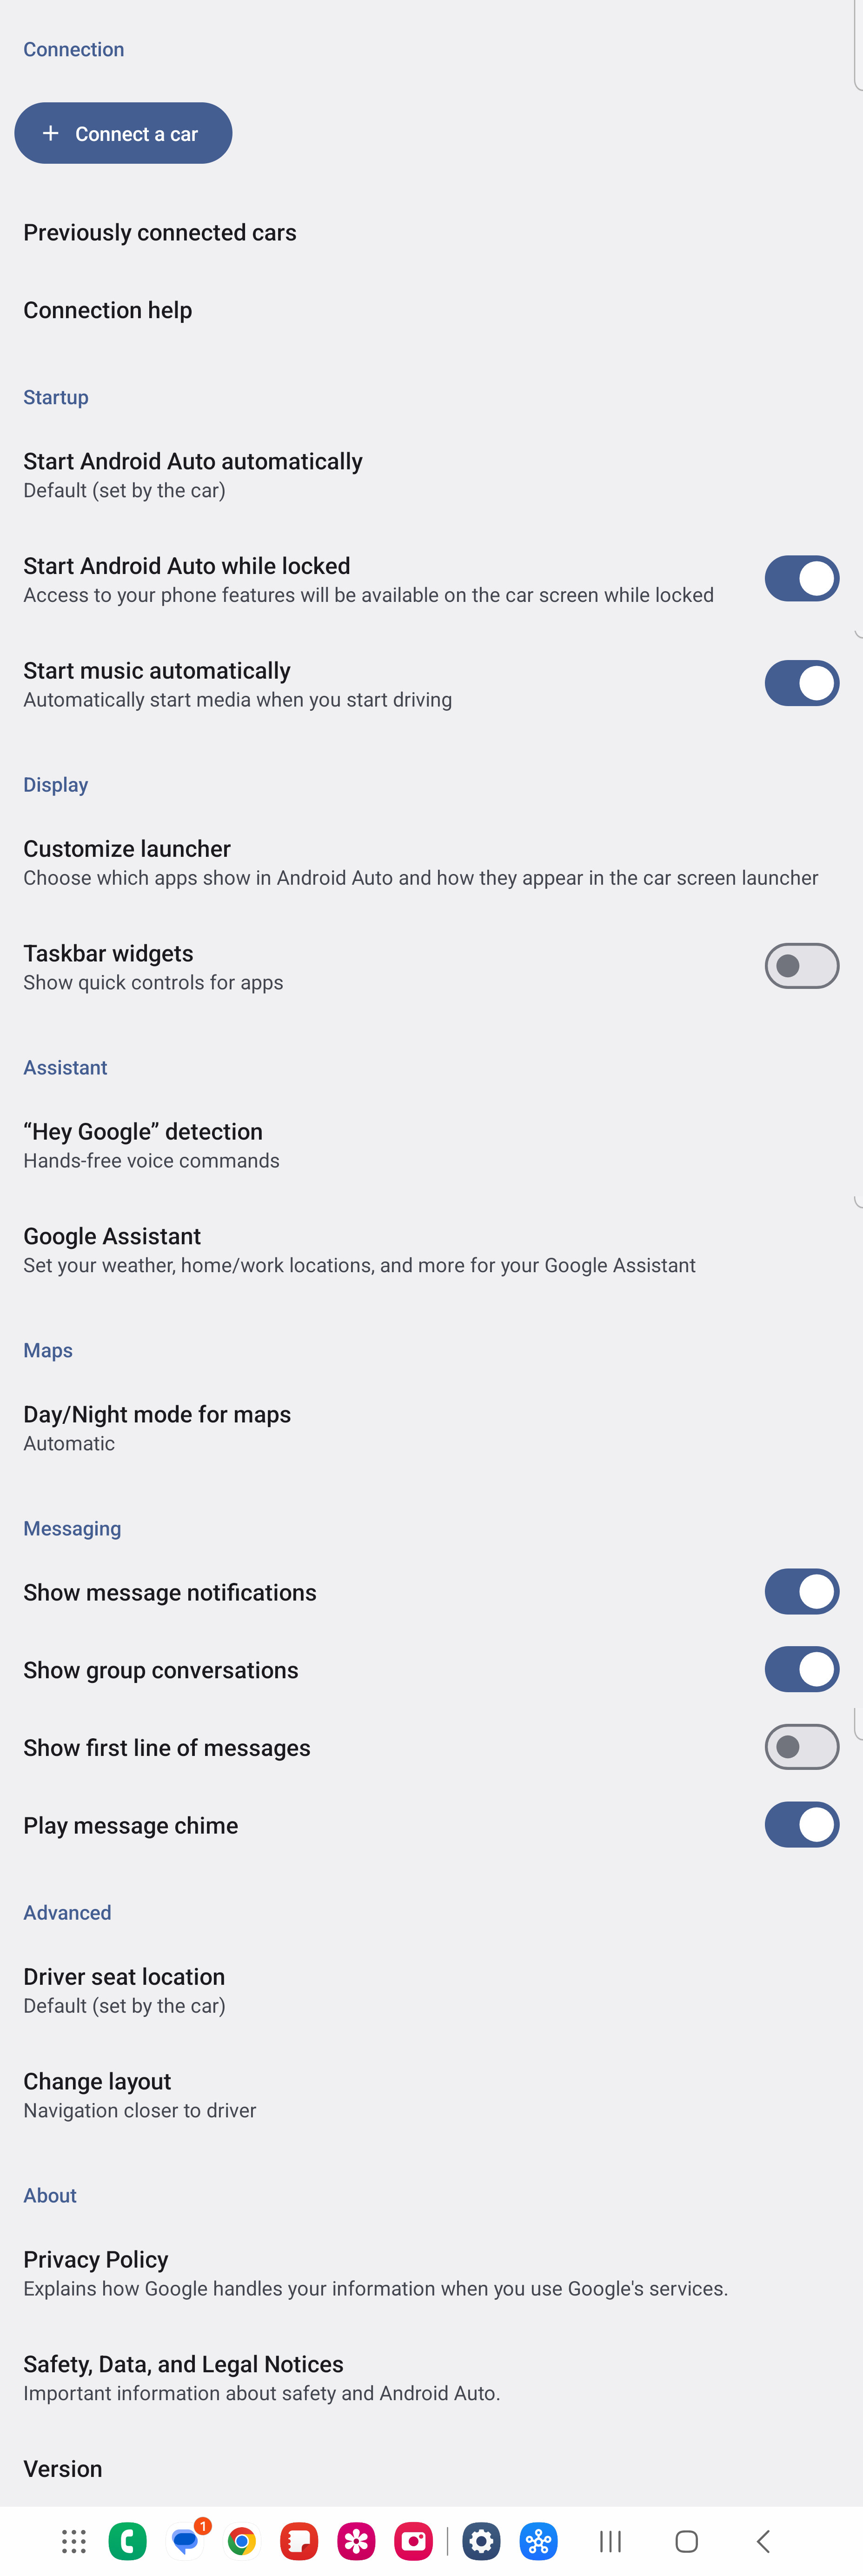 Connection
+ Connect a car
Previously connected cars
Connection help
Startup
Start Android Auto automatically
Default (set by the car)
Start Android Auto while locked
Access to your phone features will be available on the car screen while locked
Start music automatically
Automatically start media when you start driving
Display
Customize launcher
Choose which apps show in Android Auto and how they appear in the car screen launcher
Taskbar widgets
Show quick controls for apps
Assistant
“Hey Google” detection
Hands-free voice commands
Google Assistant
Set your weather, home/work locations, and more for your Google Assistant
Maps
Day/Night mode for maps
Automatic
Messaging
Show message notifications
Show group conversations
Show first line of messages
Play message chime
Advanced
Driver seat location
Default (set by the car)
Change layout
Navigation closer to driver
About
Privacy Policy
Explains how Google handles your information when you use Google's services.
Safety, Data, and Legal Notices
Important information about safety and Android Auto.
Version
1